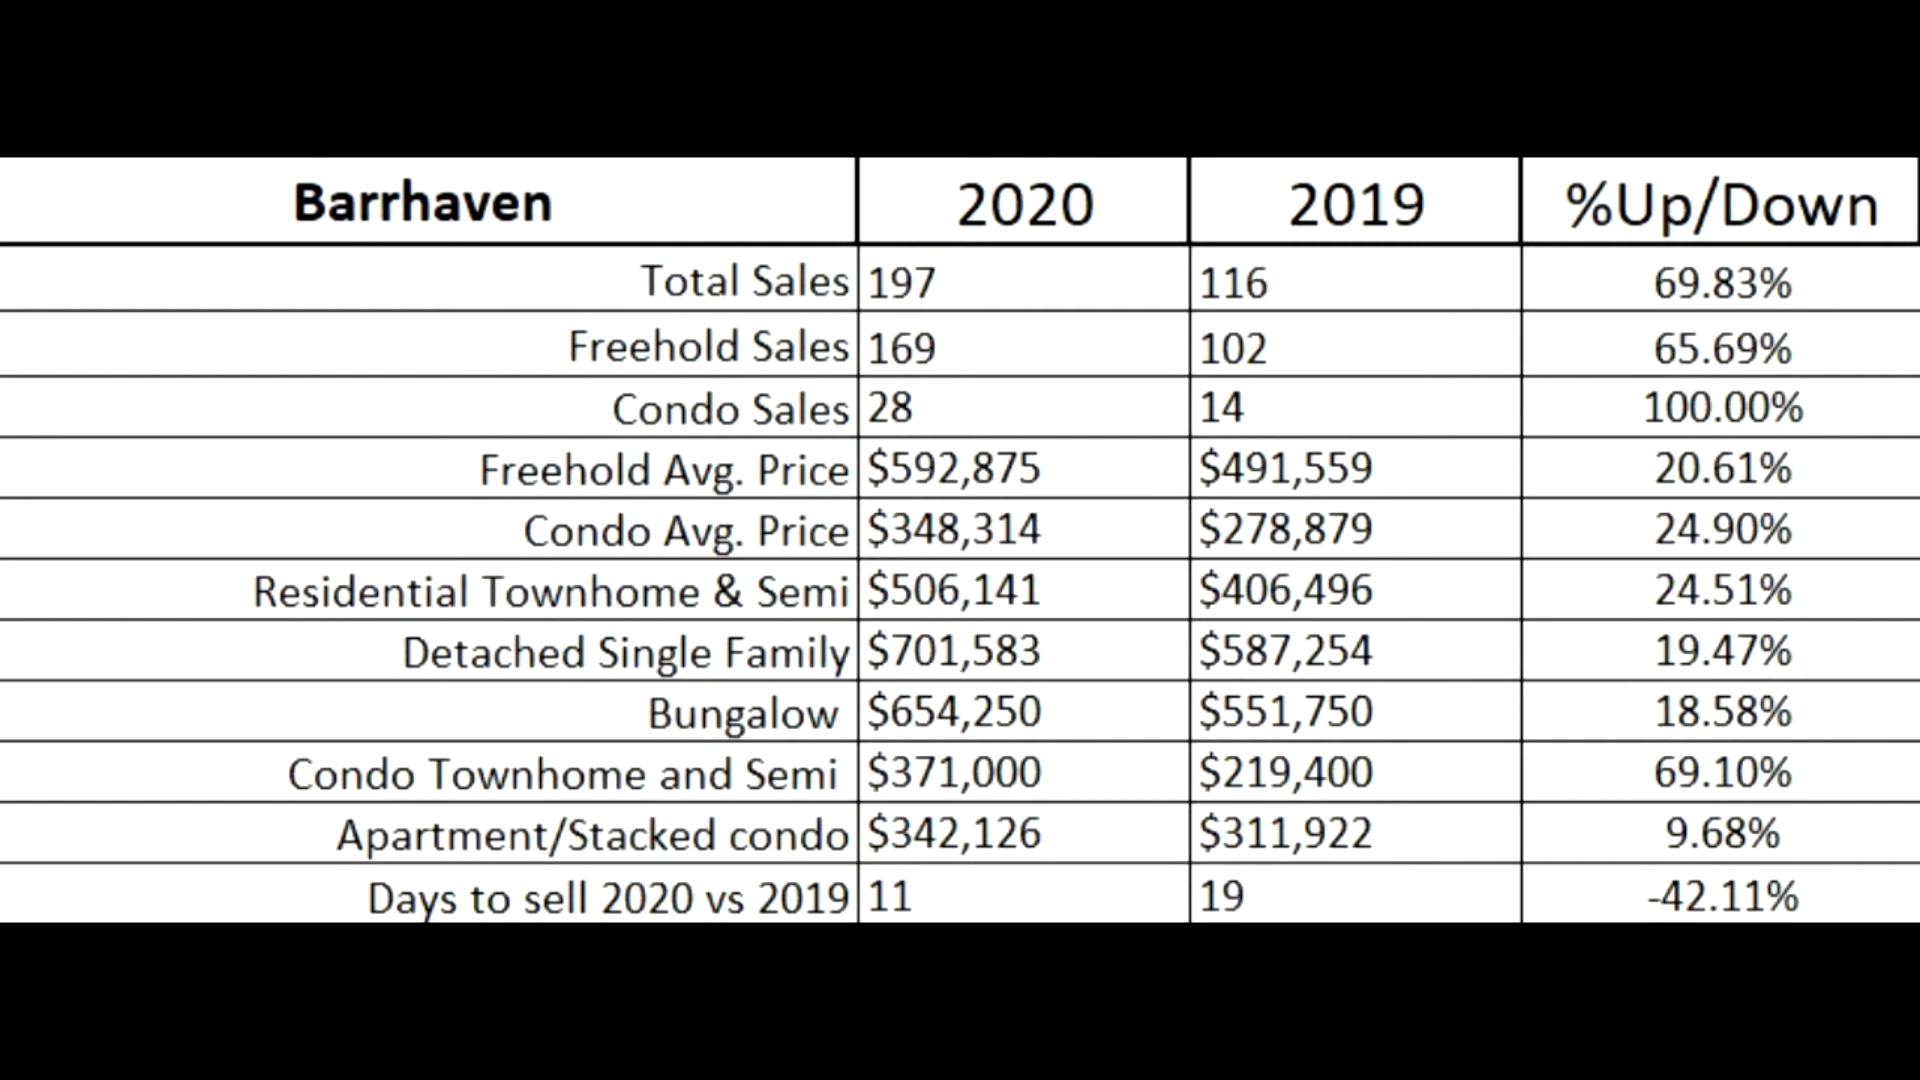 Barrhaven 2020 2019 %Up/Down
Total Sales 197 116 69.83%
Freehold Sales 169 102 65.69%
Condo Sales 28 14 100.00%
Freehold Avg. Price $592,875 $491,559 20.61%
Condo Avg. Price $348,314 $278,879 24.90%
Residential Townhome & Semi $506,141 $406,496 24.51%
Detached Single Family $701,583 $587,254 19.47%
Bungalow $654,250 $551,750 18.58%
Condo Townhome and Semi $371,000 $219,400 69.10%
Apartment/Stacked condo $342,126 $311,922 9.68%
Days to sell 2020 vs 2019 11 19 -42.11%